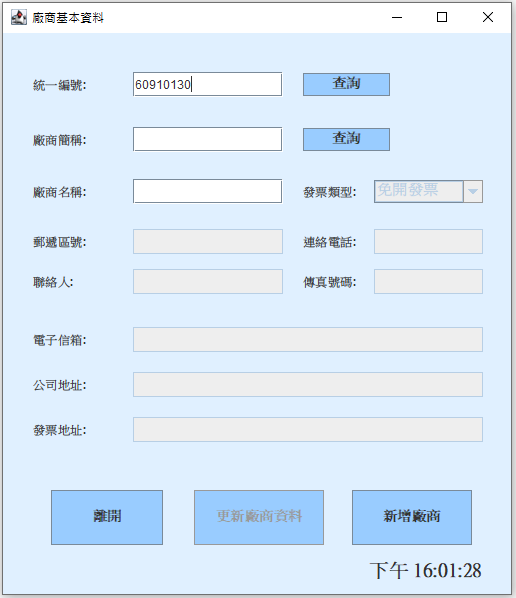 廠商基本資料
統一編號: 60910130 查詢
廠商簡稱: 查詢
廠商名稱: 發票類型: 免開發票
郵遞區號: 連絡電話:
聯絡人: 傳真號碼:
電子信箱:
公司地址:
發票地址:
離開 更新廠商資料 新增廠商
下午 16:01:28